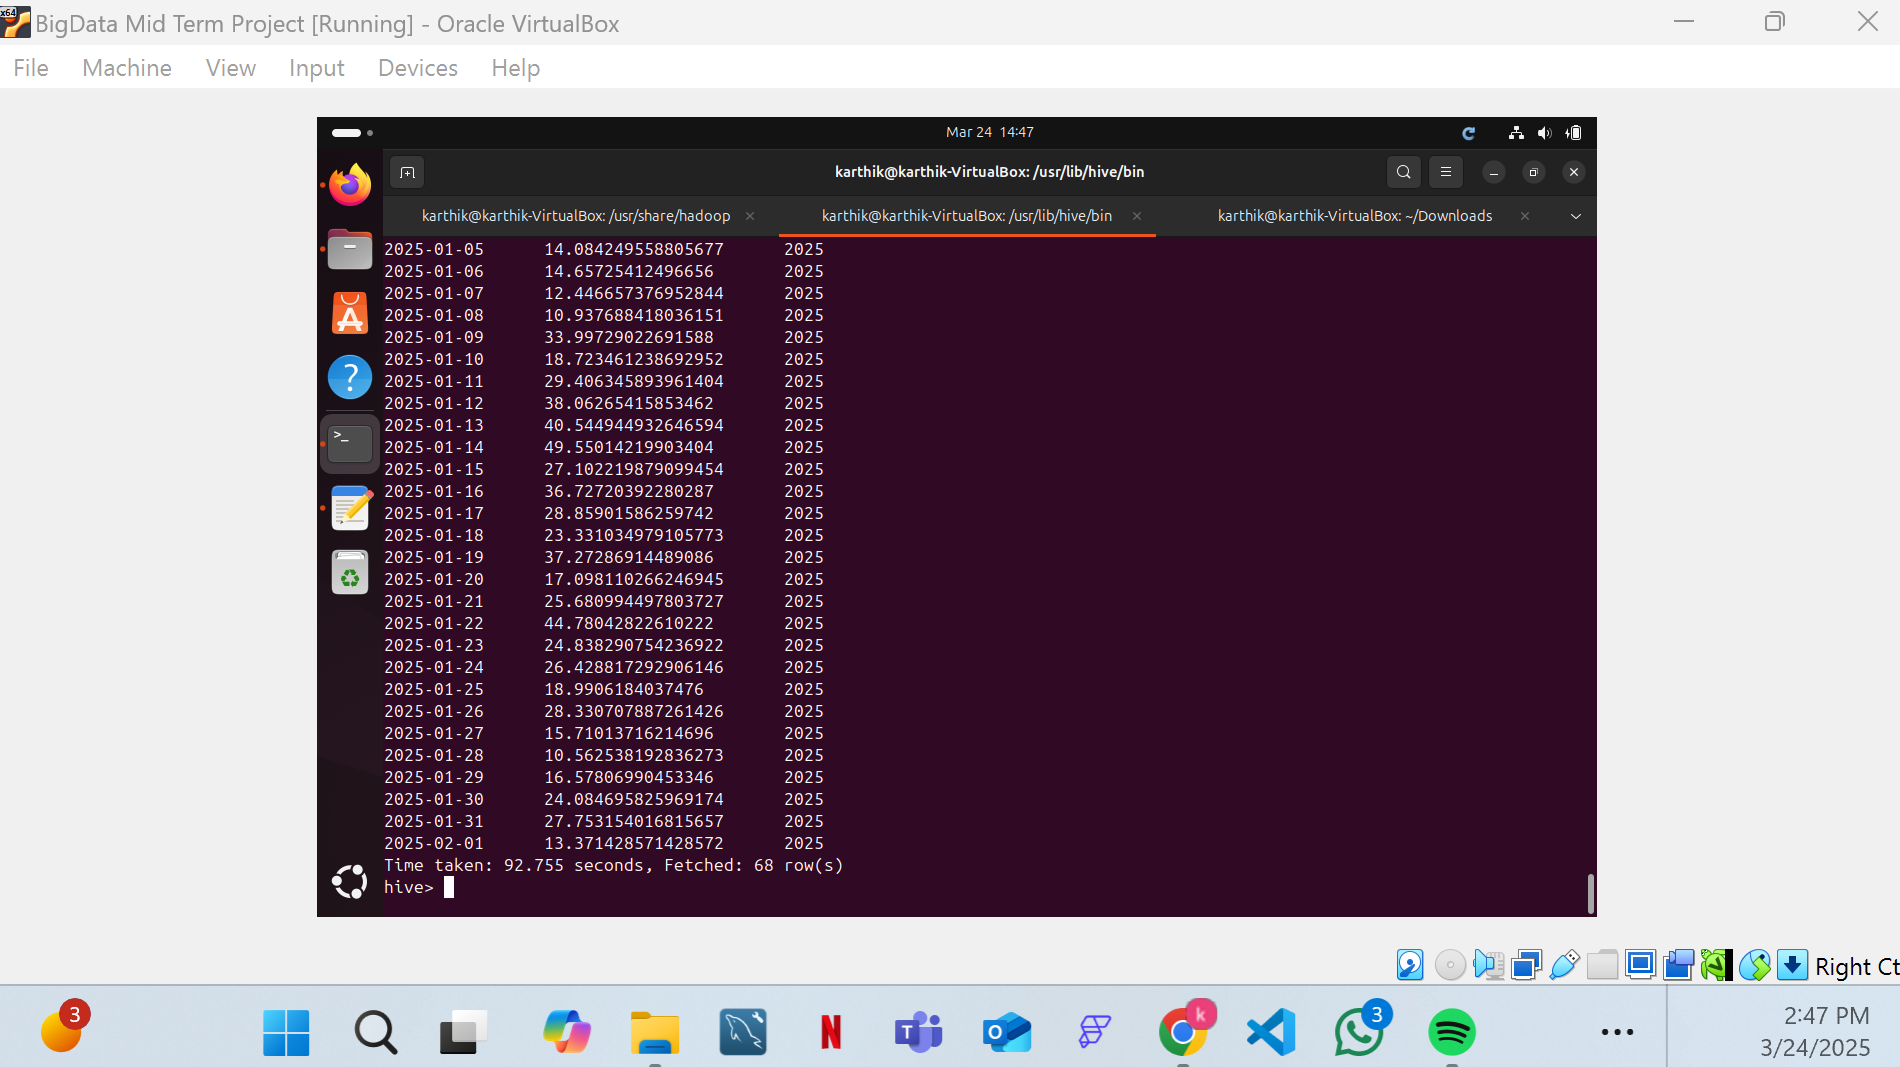 x64
BigData Mid Term Project [Running] - Oracle VirtualBox
File Machine View Input Devices Help
Mar 24 14:47
karthik@karthik-VirtualBox: /usr/lib/hive/bin
karthik@karthik-VirtualBox: /usr/share/hadoop
karthik@karthik-VirtualBox: /usr/lib/hive/bin
karthik@karthik-VirtualBox: ~/Downloads
2025-01-05 14.084249558805677 2025
2025-01-06 14.65725412496656 2025
2025-01-07 12.446657376952844 2025
2025-01-08 10.937688418036151 2025
2025-01-09 33.99729022691588 2025
2025-01-10 18.723461238692952 2025
2025-01-11 29.406345893961404 2025
2025-01-12 38.06265415853462 2025
2025-01-13 40.544944932646594 2025
2025-01-14 49.55014219903404 2025
2025-01-15 27.102219879099454 2025
2025-01-16 36.72720392280287 2025
2025-01-17 28.85901586259742 2025
2025-01-18 23.331034979105773 2025
2025-01-19 37.27286914489086 2025
2025-01-20 17.098110266246945 2025
2025-01-21 25.680994497803727 2025
2025-01-22 44.78042822610222 2025
2025-01-23 24.838290754236922 2025
2025-01-24 26.428817292906146 2025
2025-01-25 18.9906184037476 2025
2025-01-26 28.330707887261426 2025
2025-01-27 15.71013716214696 2025
2025-01-28 10.562538192836273 2025
2025-01-29 16.57806990453346 2025
2025-01-30 24.084695825969174 2025
2025-01-31 27.753154016815657 2025
2025-02-01 13.371428571428572 2025
Time taken: 92.755 seconds, Fetched: 68 row(s)
hive>
Right Ct
3
k
3
2:47 PM
3/24/2025